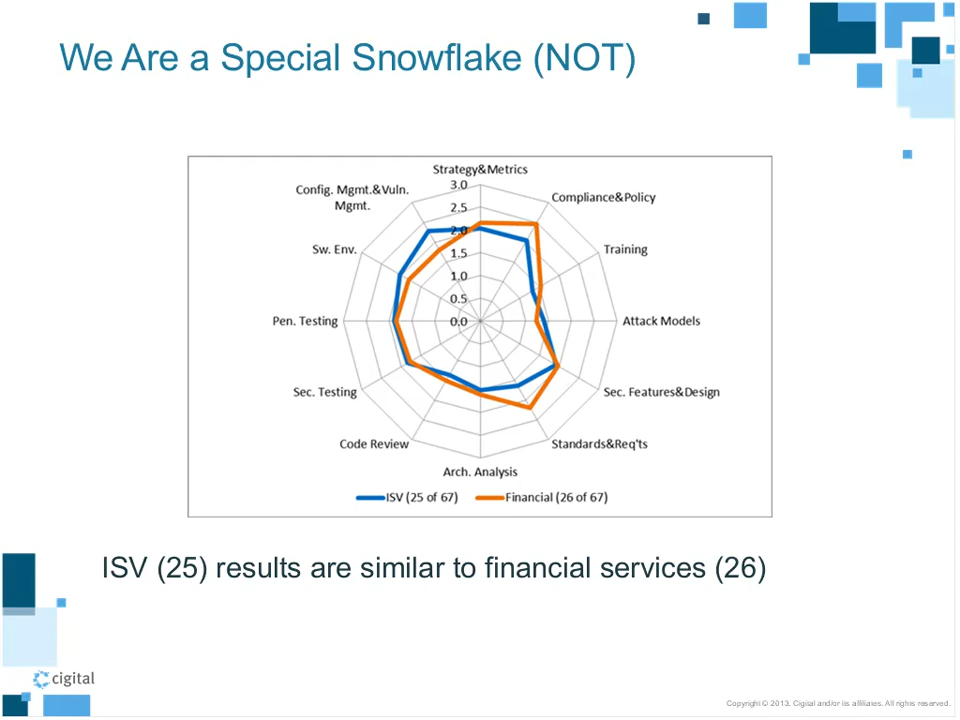 We Are a Special Snowflake (NOT)
Strategy&Metrics
3.0
Config. Mgmt.&Vuln.
Mgmt.
Compliance&Policy
2.5
2.0
Sw. Env.
1.5
Training
1.0
0.5
Pen. Testing
0.0
Attack Models
Sec. Testing
Sec. Features&Design
Code Review
Standards&Req'ts
Arch. Analysis
ISV (25 of 67)
Financial (26 of 67)
ISV (25) results are similar to financial services (26)
cigital
Copyright © 2013, Cigital and/or its affiliates. All rights reserved.